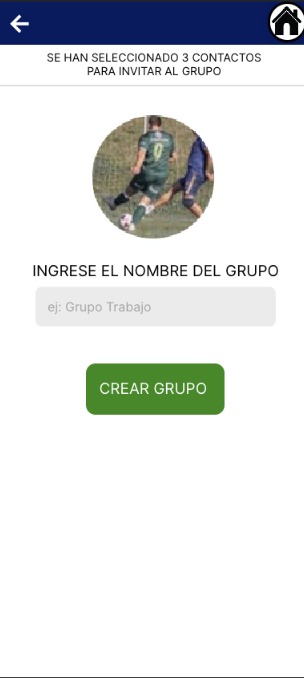 SE HAN SELECCIONADO 3 CONTACTOS
PARA INVITAR AL GRUPO
INGRESE EL NOMBRE DEL GRUPO
ej: Grupo Trabajo
CREAR GRUPO